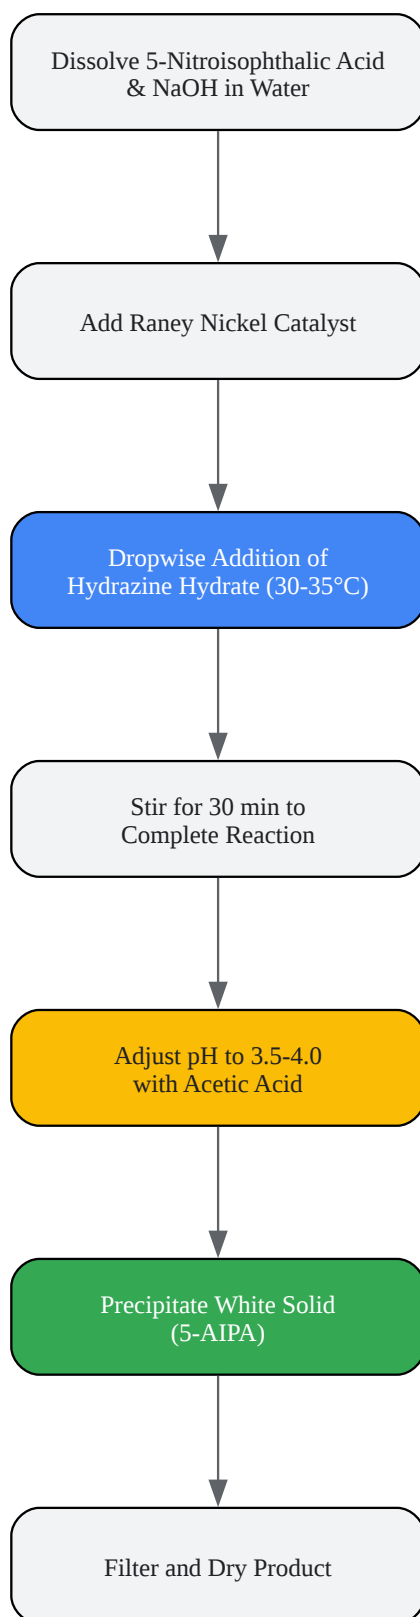 Dissolve 5-Nitroisophthalic Acid
& NaOH in Water
Add Raney Nickel Catalyst
Dropwise Addition of
Hydrazine Hydrate (30-35°C)
Stir for 30 min to
Complete Reaction
Adjust pH to 3.5-4.0
with Acetic Acid
Precipitate White Solid
(5-AIPA)
Filter and Dry Product